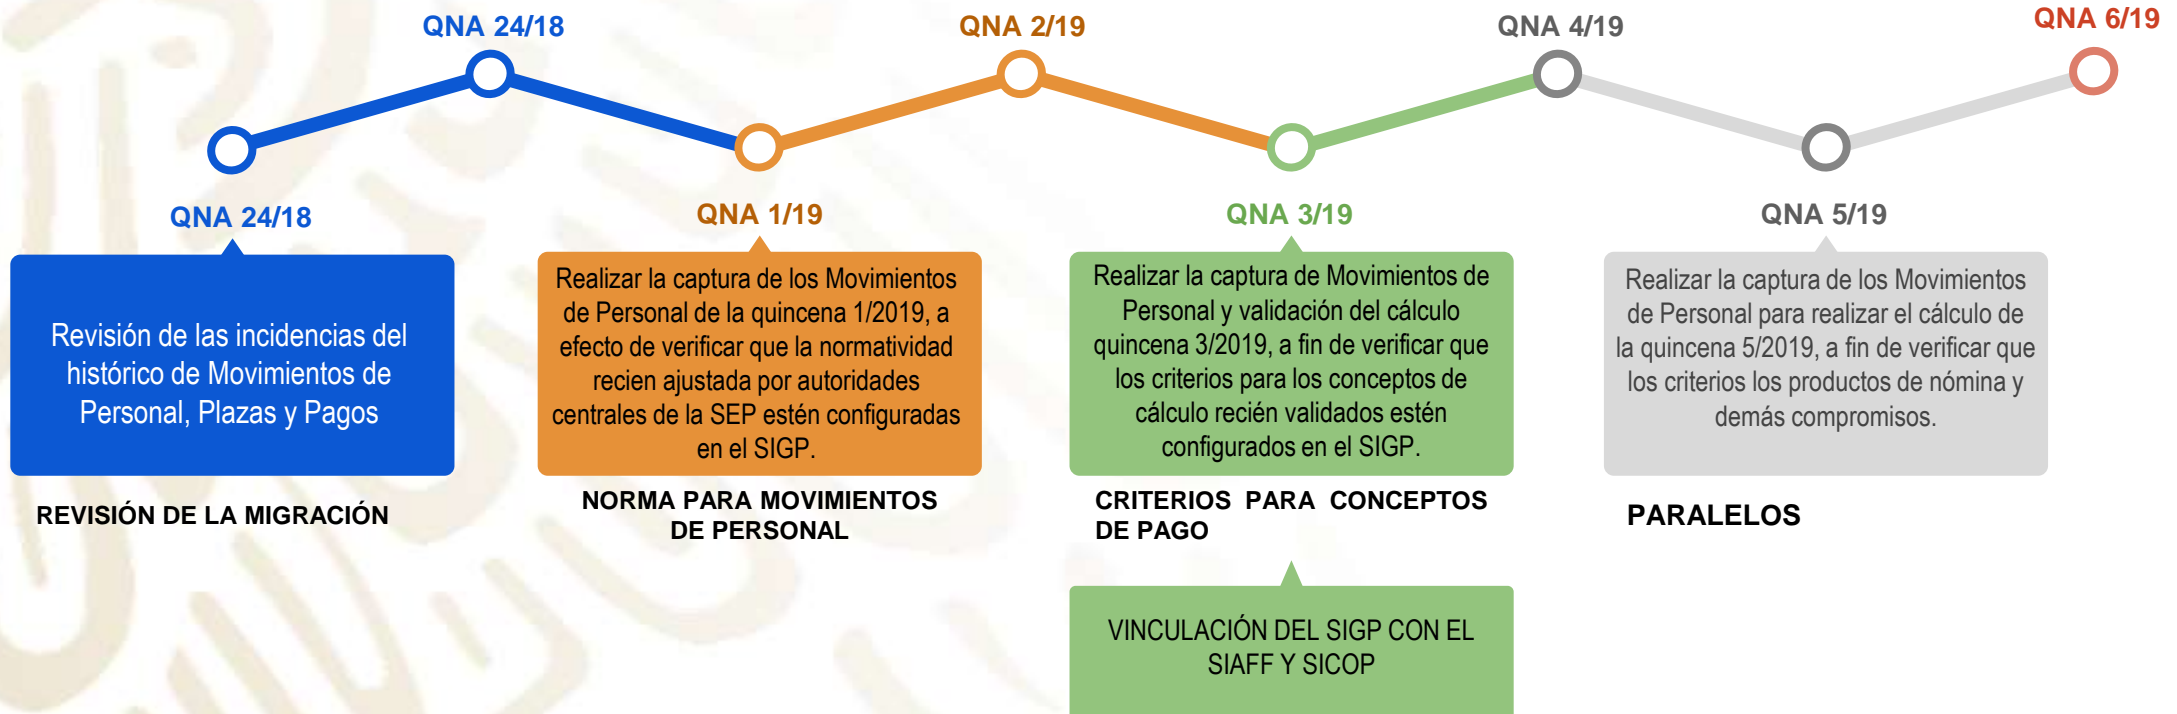 QNA 24/18
QNA 2/19
QNA 4/19
QNA 6/19
QNA 24/18
QNA 1/19
QNA 3/19
QNA 5/19
Revisión de las incidencias del
histórico de Movimientos de
Personal, Plazas y Pagos
REVISIÓN DE LA MIGRACIÓN
Realizar la captura de los Movimientos
de Personal de la quincena 1/2019, a
efecto de verificar que la normatividad
recien ajustada por autoridades
centrales de la SEP estén configuradas
en el SIGP.
NORMA PARA MOVIMIENTOS
DE PERSONAL
Realizar la captura de Movimientos de
Personal y validación del cálculo
quincena 3/2019, a fin de verificar que
los criterios para los conceptos de
cálculo recién validados estén
configurados en el SIGP.
CRITERIOS PARA CONCEPTOS
DE PAGO
VINCULACIÓN DEL SIGP CON EL
SIAFF Y SICOP
Realizar la captura de los Movimientos
de Personal para realizar el cálculo de
la quincena 5/2019, a fin de verificar que
los criterios los productos de nómina y
demás compromisos.
PARALELOS